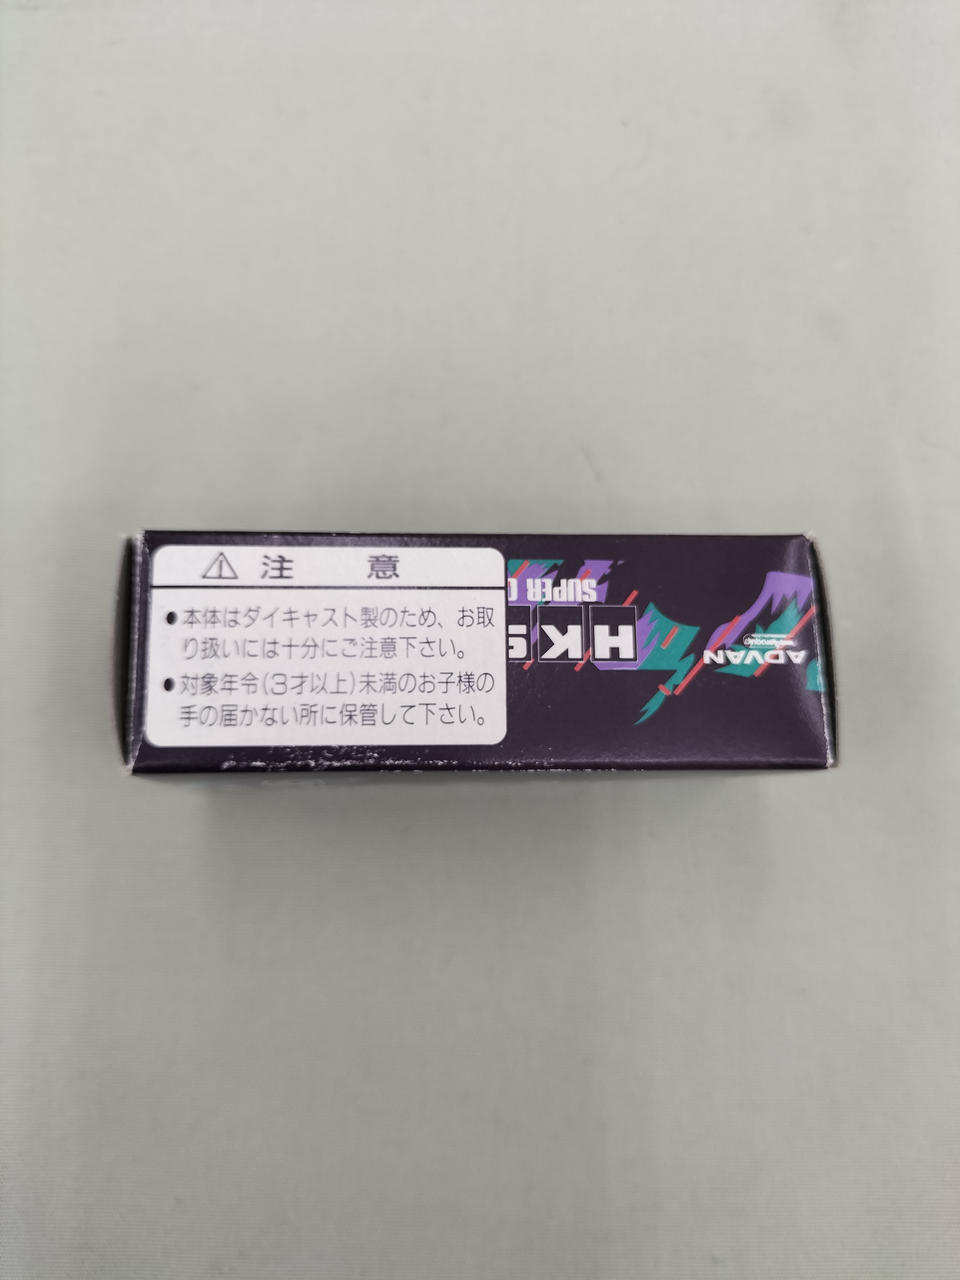 注 意
●本体はダイキャスト製のため、お取
り扱いには十分にご注意下さい。
●対象年令(3才以上)未満のお子様の
手の届かない所に保管して下さい。
SUPER
HKS
ADVAN